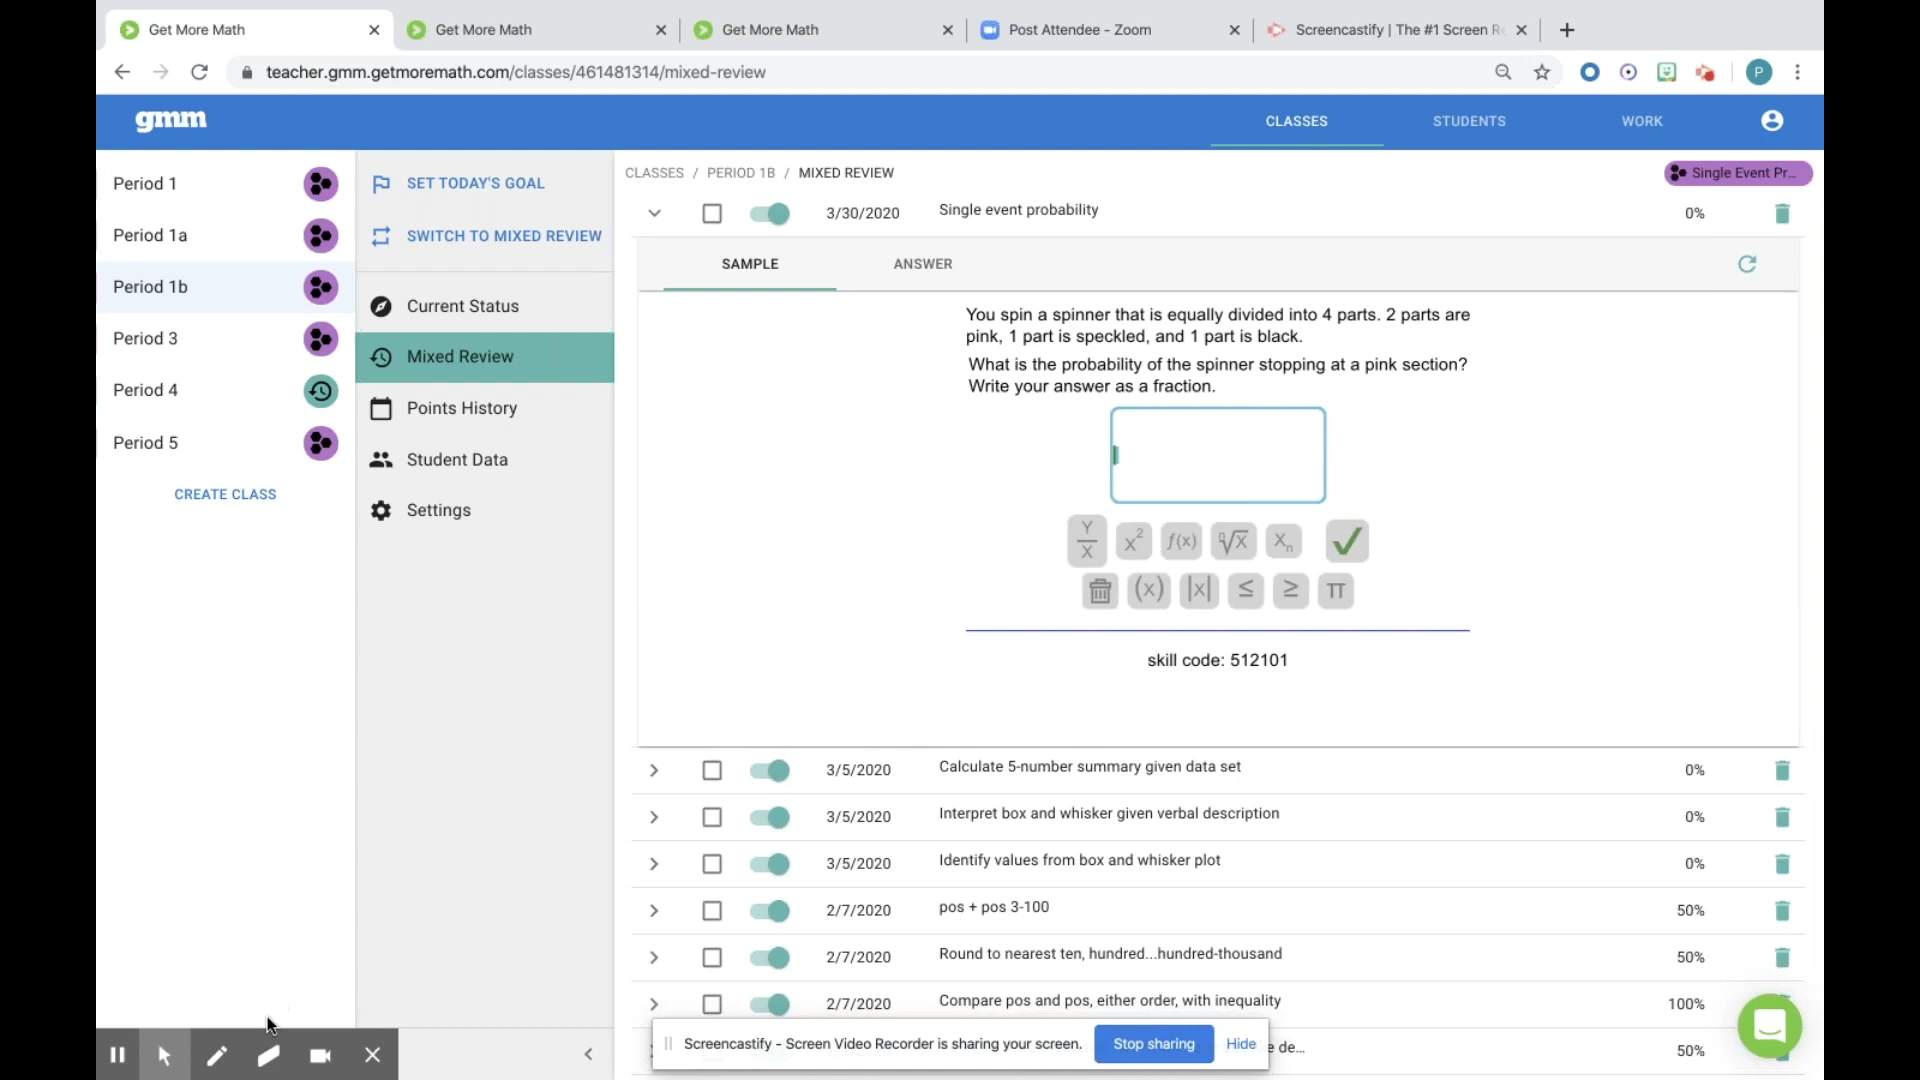 Get More Math
Get More Math
Get More Math
Post Attendee - Zoom
Screencastify | The #1 Screen R
teacher.gmm.getmoremath.com/classes/461481314/mixed-review
P
gmm
CLASSES
STUDENTS
WORK
Period 1
Period 1a
Period 1b
Period 3
Period 4
Period 5
CREATE CLASS
SET TODAY'S GOAL
SWITCH TO MIXED REVIEW
Current Status
Mixed Review
Points History
Student Data
Settings
CLASSES / PERIOD 1B / MIXED REVIEW
Single Event Pr...
3/30/2020 Single event probability 0%
SAMPLE ANSWER
You spin a spinner that is equally divided into 4 parts. 2 parts are
pink, 1 part is speckled, and 1 part is black.
What is the probability of the spinner stopping at a pink section?
Write your answer as a fraction.
Y/X x² f(x) ⁿ√x Xₙ
(x) |x| ≤ ≥ π
skill code: 512101
3/5/2020 Calculate 5-number summary given data set 0%
3/5/2020 Interpret box and whisker given verbal description 0%
3/5/2020 Identify values from box and whisker plot 0%
2/7/2020 pos + pos 3-100 50%
2/7/2020 Round to nearest ten, hundred...hundred-thousand 50%
2/7/2020 Compare pos and pos, either order, with inequality 100%
e de... 50%
Screencastify - Screen Video Recorder is sharing your screen. Stop sharing Hide